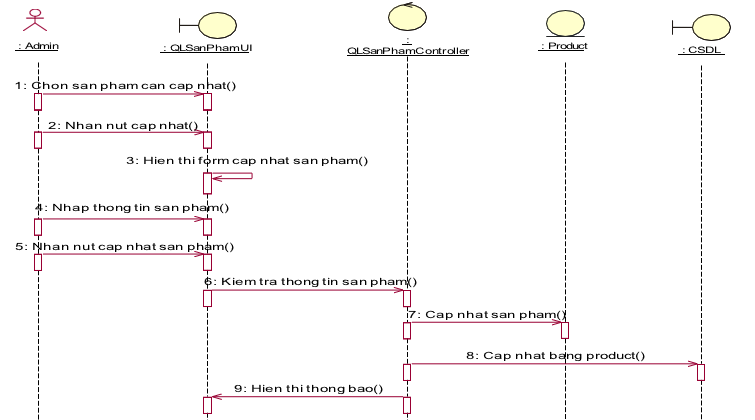 : Admin
: QLSanPhamUI
:
QLSanPhamController
: Product
: CSDL
1: Chon san pham can cap nhat()
2: Nhan nut cap nhat()
3: Hien thi form cap nhat san pham()
4: Nhap thong tin san pham()
5: Nhan nut cap nhat san pham()
6: Kiem tra thong tin san pham()
7: Cap nhat san pham()
8: Cap nhat bang product()
9: Hien thi thong bao()